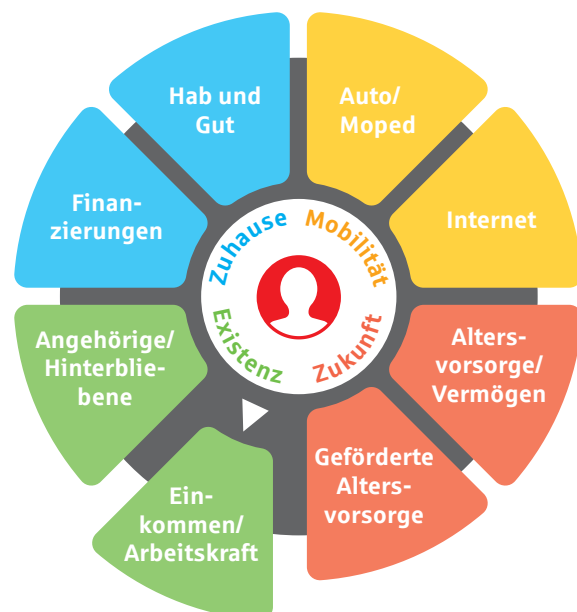 Hab und
Gut
Auto/
Moped
Finan-
zierungen
Internet
Zuhause
Mobilität
Existenz
Zukunft
Angehörige/
Hinterblie-
bene
Alters-
vorsorge/
Vermögen
Ein-
kommen/
Arbeitskraft
Geförderte
Alters-
vorsorge